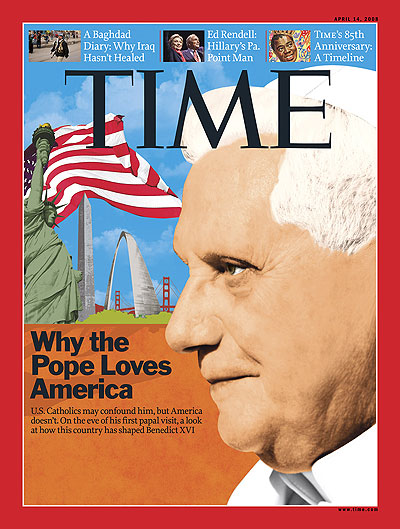 APRIL 14, 2008
A Baghdad
Diary: Why Iraq
Hasn't Healed
Ed Rendell:
Hillary's Pa.
Point Man
TIME's 85th
Anniversary:
A Timeline
TIME
Why the
Pope Loves
America
U.S. Catholics may confound him, but America
doesn't. On the eve of his first papal visit, a look
at how this country has shaped Benedict XVI
www.time.com